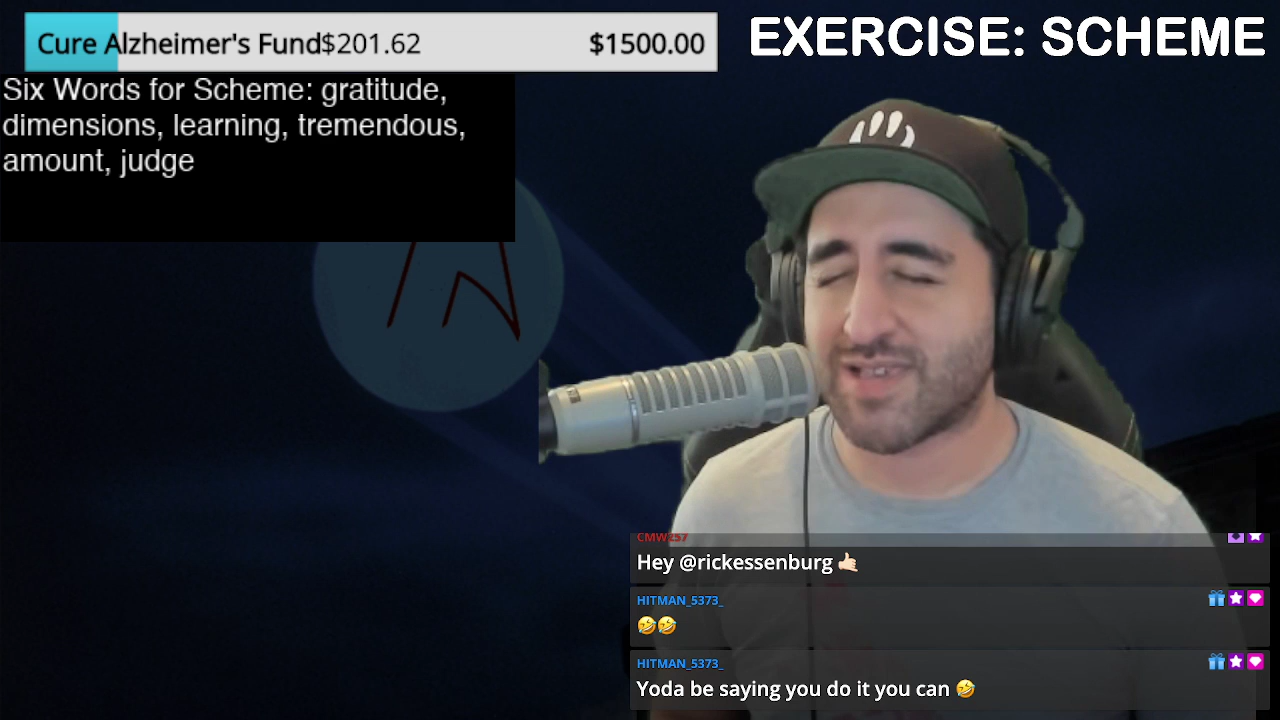 Cure Alzheimer's Fund$201.62 $1500.00
EXERCISE: SCHEME
Six Words for Scheme: gratitude,
dimensions, learning, tremendous,
amount, judge
CMW257
Hey @rickessenburg 🤙🏻
HITMAN_5373_
🤣🤣
HITMAN_5373_
Yoda be saying you do it you can 🤣